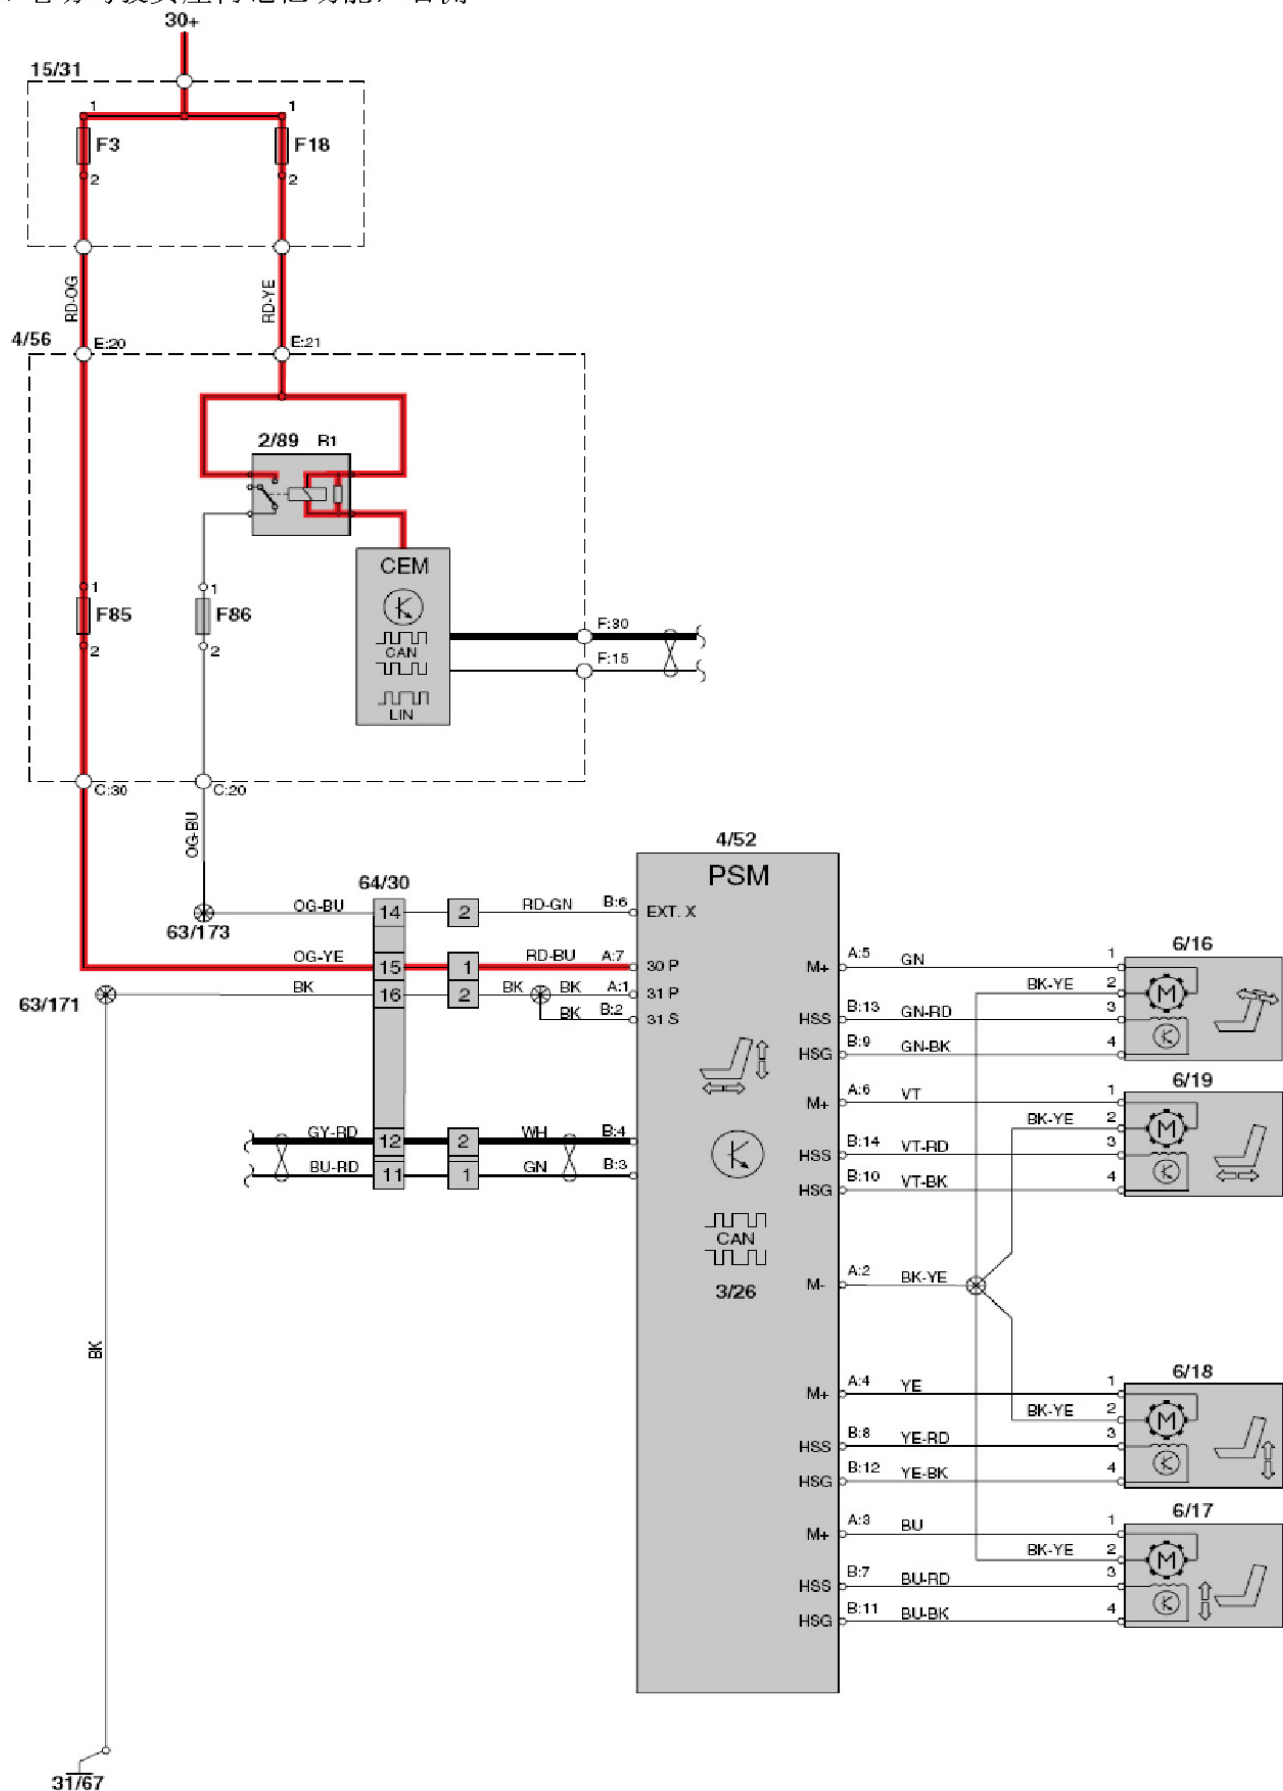 30+
15/31
1
1
F3
F18
2
2
RD-OG
RD-YE
4/56
E:20
E:21
2/89
R1
CEM
1
1
F85
F86
2
2
CAN
LIN
F:30
F:15
C:30
C:20
OG-BU
4/52
PSM
64/30
OG-BU
14
2
RD-GN
B:6
EXT. X
63/173
OG-YE
15
1
RD-BU
A:7
30 P
63/171
BK
16
2
BK
BK
A:1
31 P
BK
B:2
31 S
GY-RD
12
2
WH
B:4
BU-RD
11
1
GN
B:3
CAN
3/26
6/16
M+
A:5
GN
1
BK-YE
2
M
HSS
B:13
GN-RD
3
HSG
B:9
GN-BK
4
6/19
M+
A:6
VT
1
BK-YE
2
M
HSS
B:14
VT-RD
3
HSG
B:10
VT-BK
4
M-
A:2
BK-YE
6/18
M+
A:4
YE
1
BK-YE
2
M
HSS
B:8
YE-RD
3
HSG
B:12
YE-BK
4
6/17
M+
A:3
BU
1
BK-YE
2
M
HSS
B:7
BU-RD
3
HSG
B:11
BU-BK
4
BK
31/67